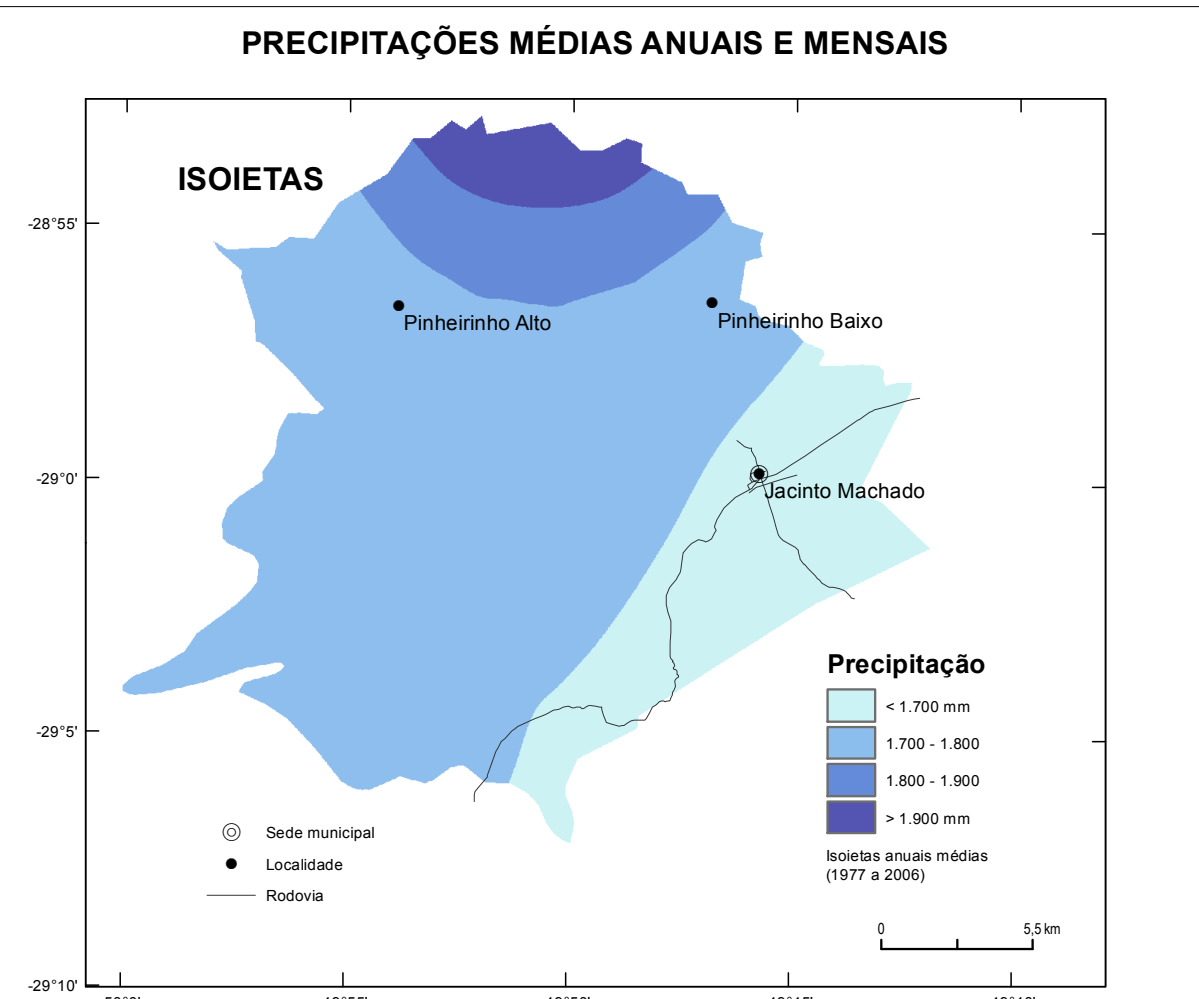 PRECIPITAÇÕES MÉDIAS ANUAIS E MENSAIS
ISOIETAS
-28°55'
Pinheirinho Alto
Pinheirinho Baixo
-29°0'
Jacinto Machado
-29°5'
Precipitação
< 1.700 mm
1.700 - 1.800
1.800 - 1.900
> 1.900 mm
Isoietas anuais médias
(1977 a 2006)
Sede municipal
Localidade
Rodovia
0 5,5 km
-29°10'